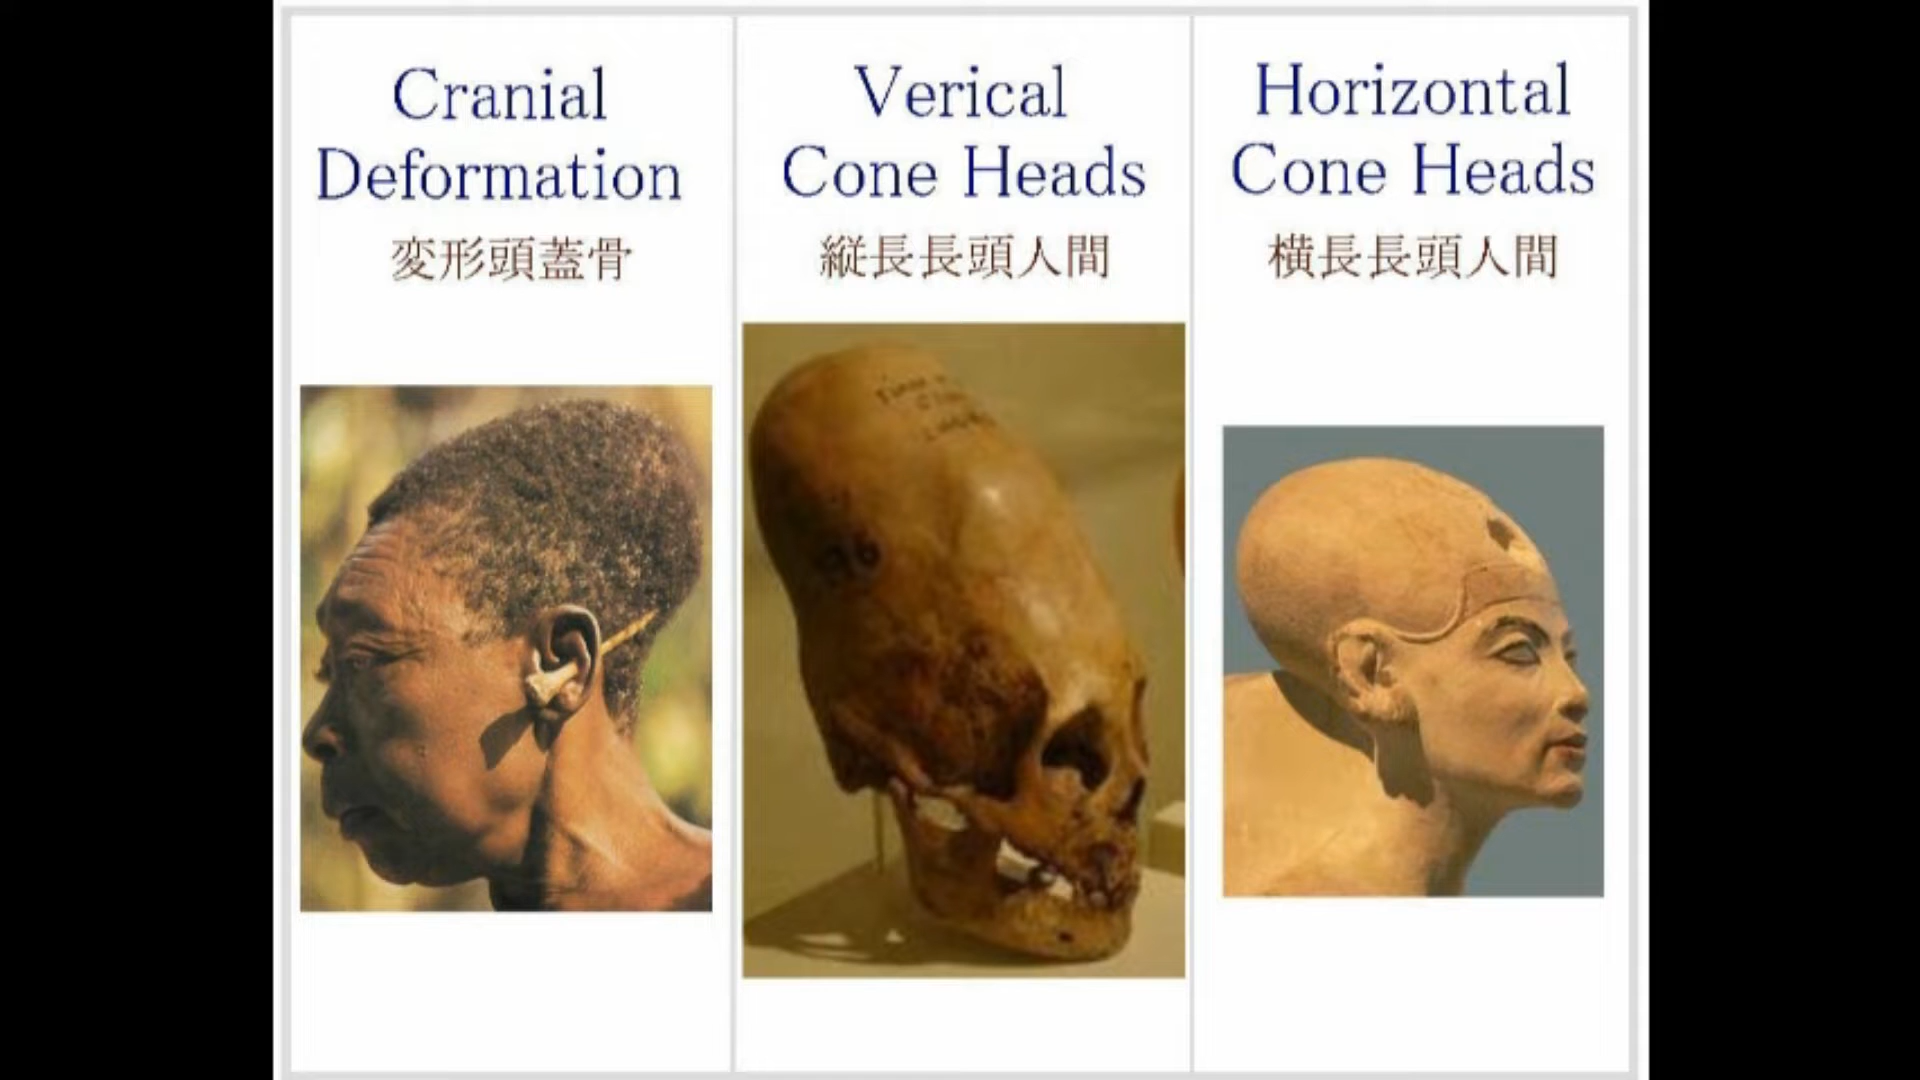 Cranial
Deformation
変形頭蓋骨
Verical
Cone Heads
縦長長頭人間
Horizontal
Cone Heads
横長長頭人間